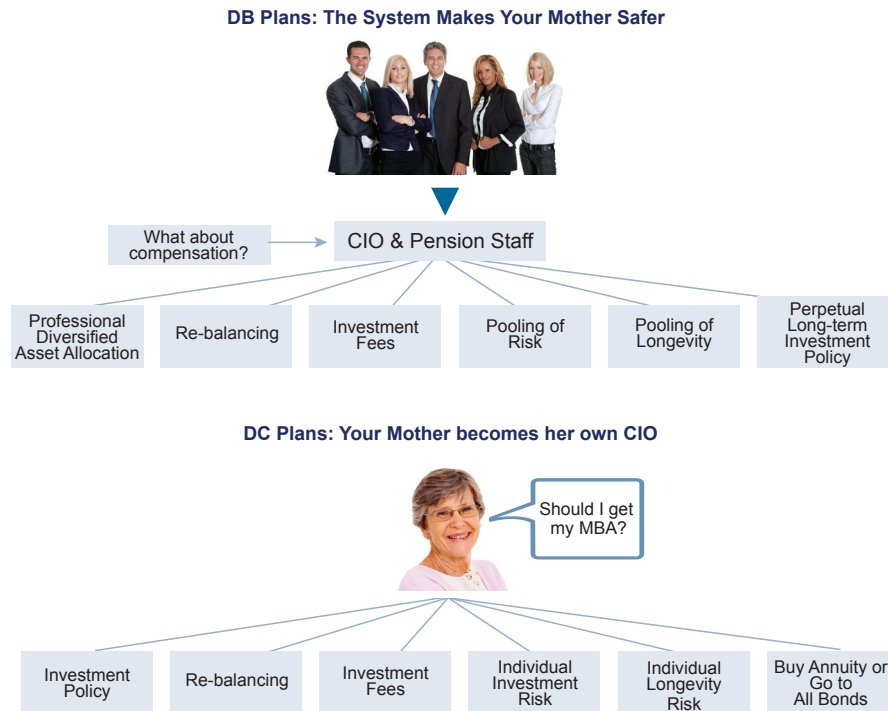 DB Plans: The System Makes Your Mother Safer
What about
compensation?
CIO & Pension Staff
Professional
Diversified
Asset Allocation
Re-balancing
Investment
Fees
Pooling of
Risk
Pooling of
Longevity
Perpetual
Long-term
Investment
Policy
DC Plans: Your Mother becomes her own CIO
Should I get
my MBA?
Investment
Policy
Re-balancing
Investment
Fees
Individual
Investment
Risk
Individual
Longevity
Risk
Buy Annuity or
Go to
All Bonds